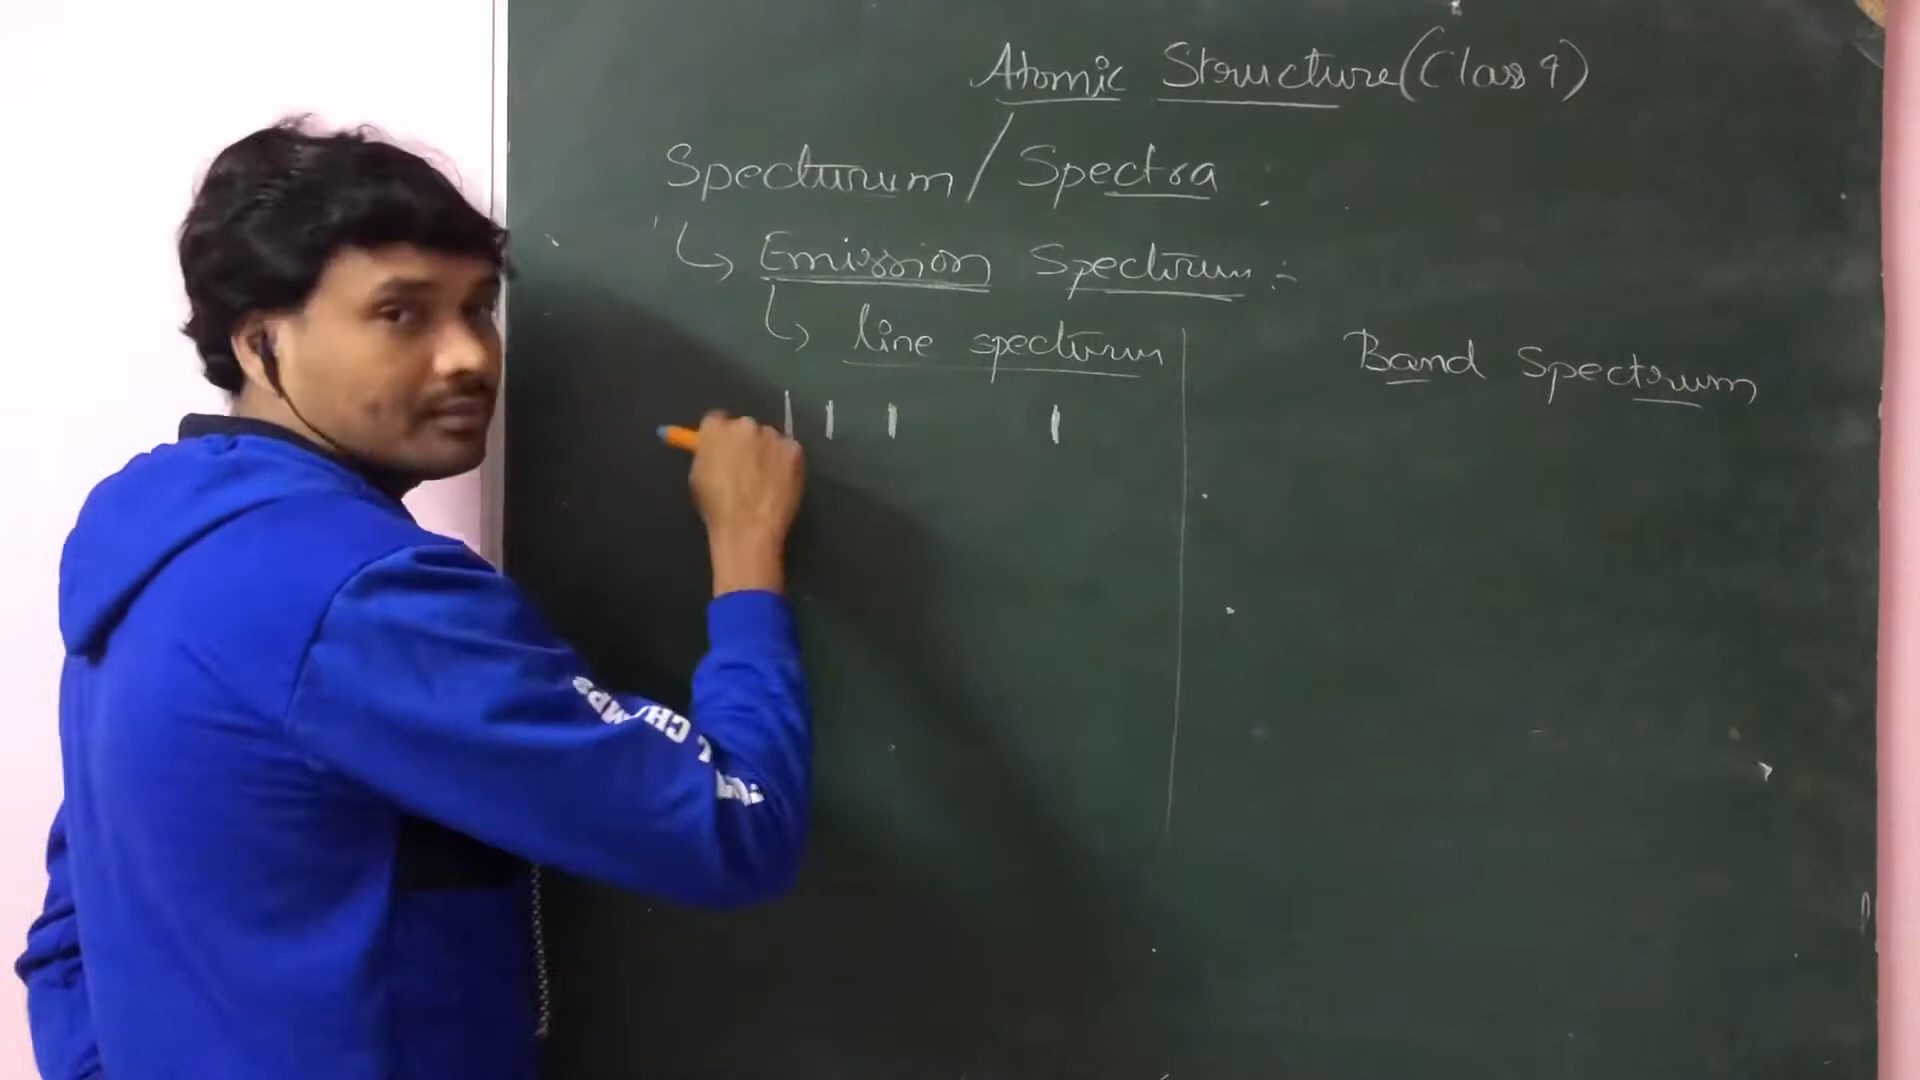 Atomic Structure (Class 9)
Spectrum / Spectra
Emission Spectrum :-
line spectrum
Band Spectrum